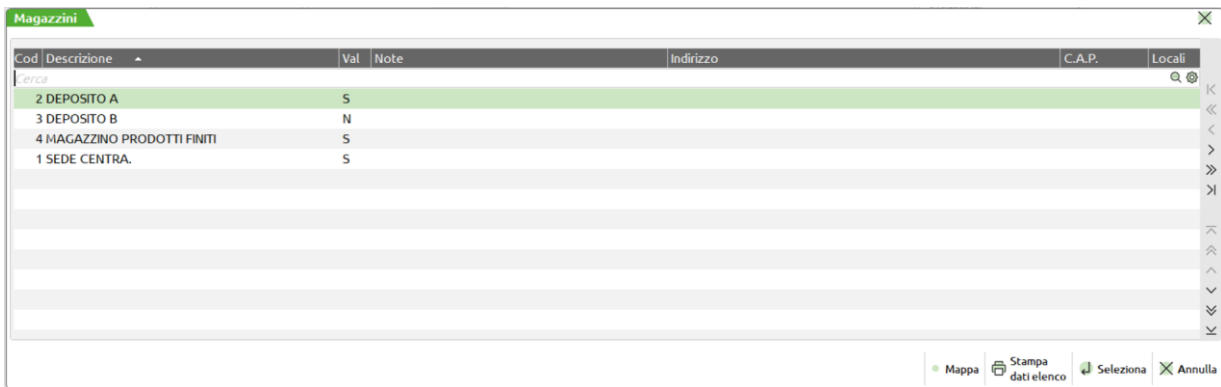 Magazzini
Cod Descrizione Val Note Indirizzo C.A.P. Locali
Cerca
2 DEPOSITO A S
3 DEPOSITO B N
4 MAGAZZINO PRODOTTI FINITI S
1 SEDE CENTRA. S
Mappa Stampa dati elenco Seleziona Annulla